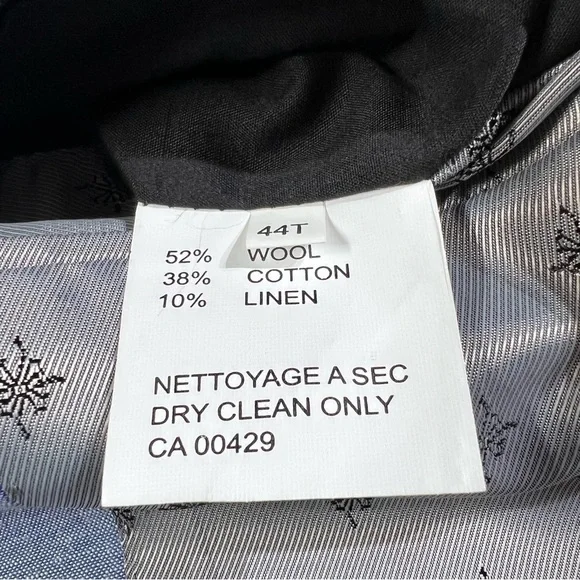 44T
52% WOOL
38% COTTON
10% LINEN
NETTOYAGE A SEC
DRY CLEAN ONLY
CA 00429